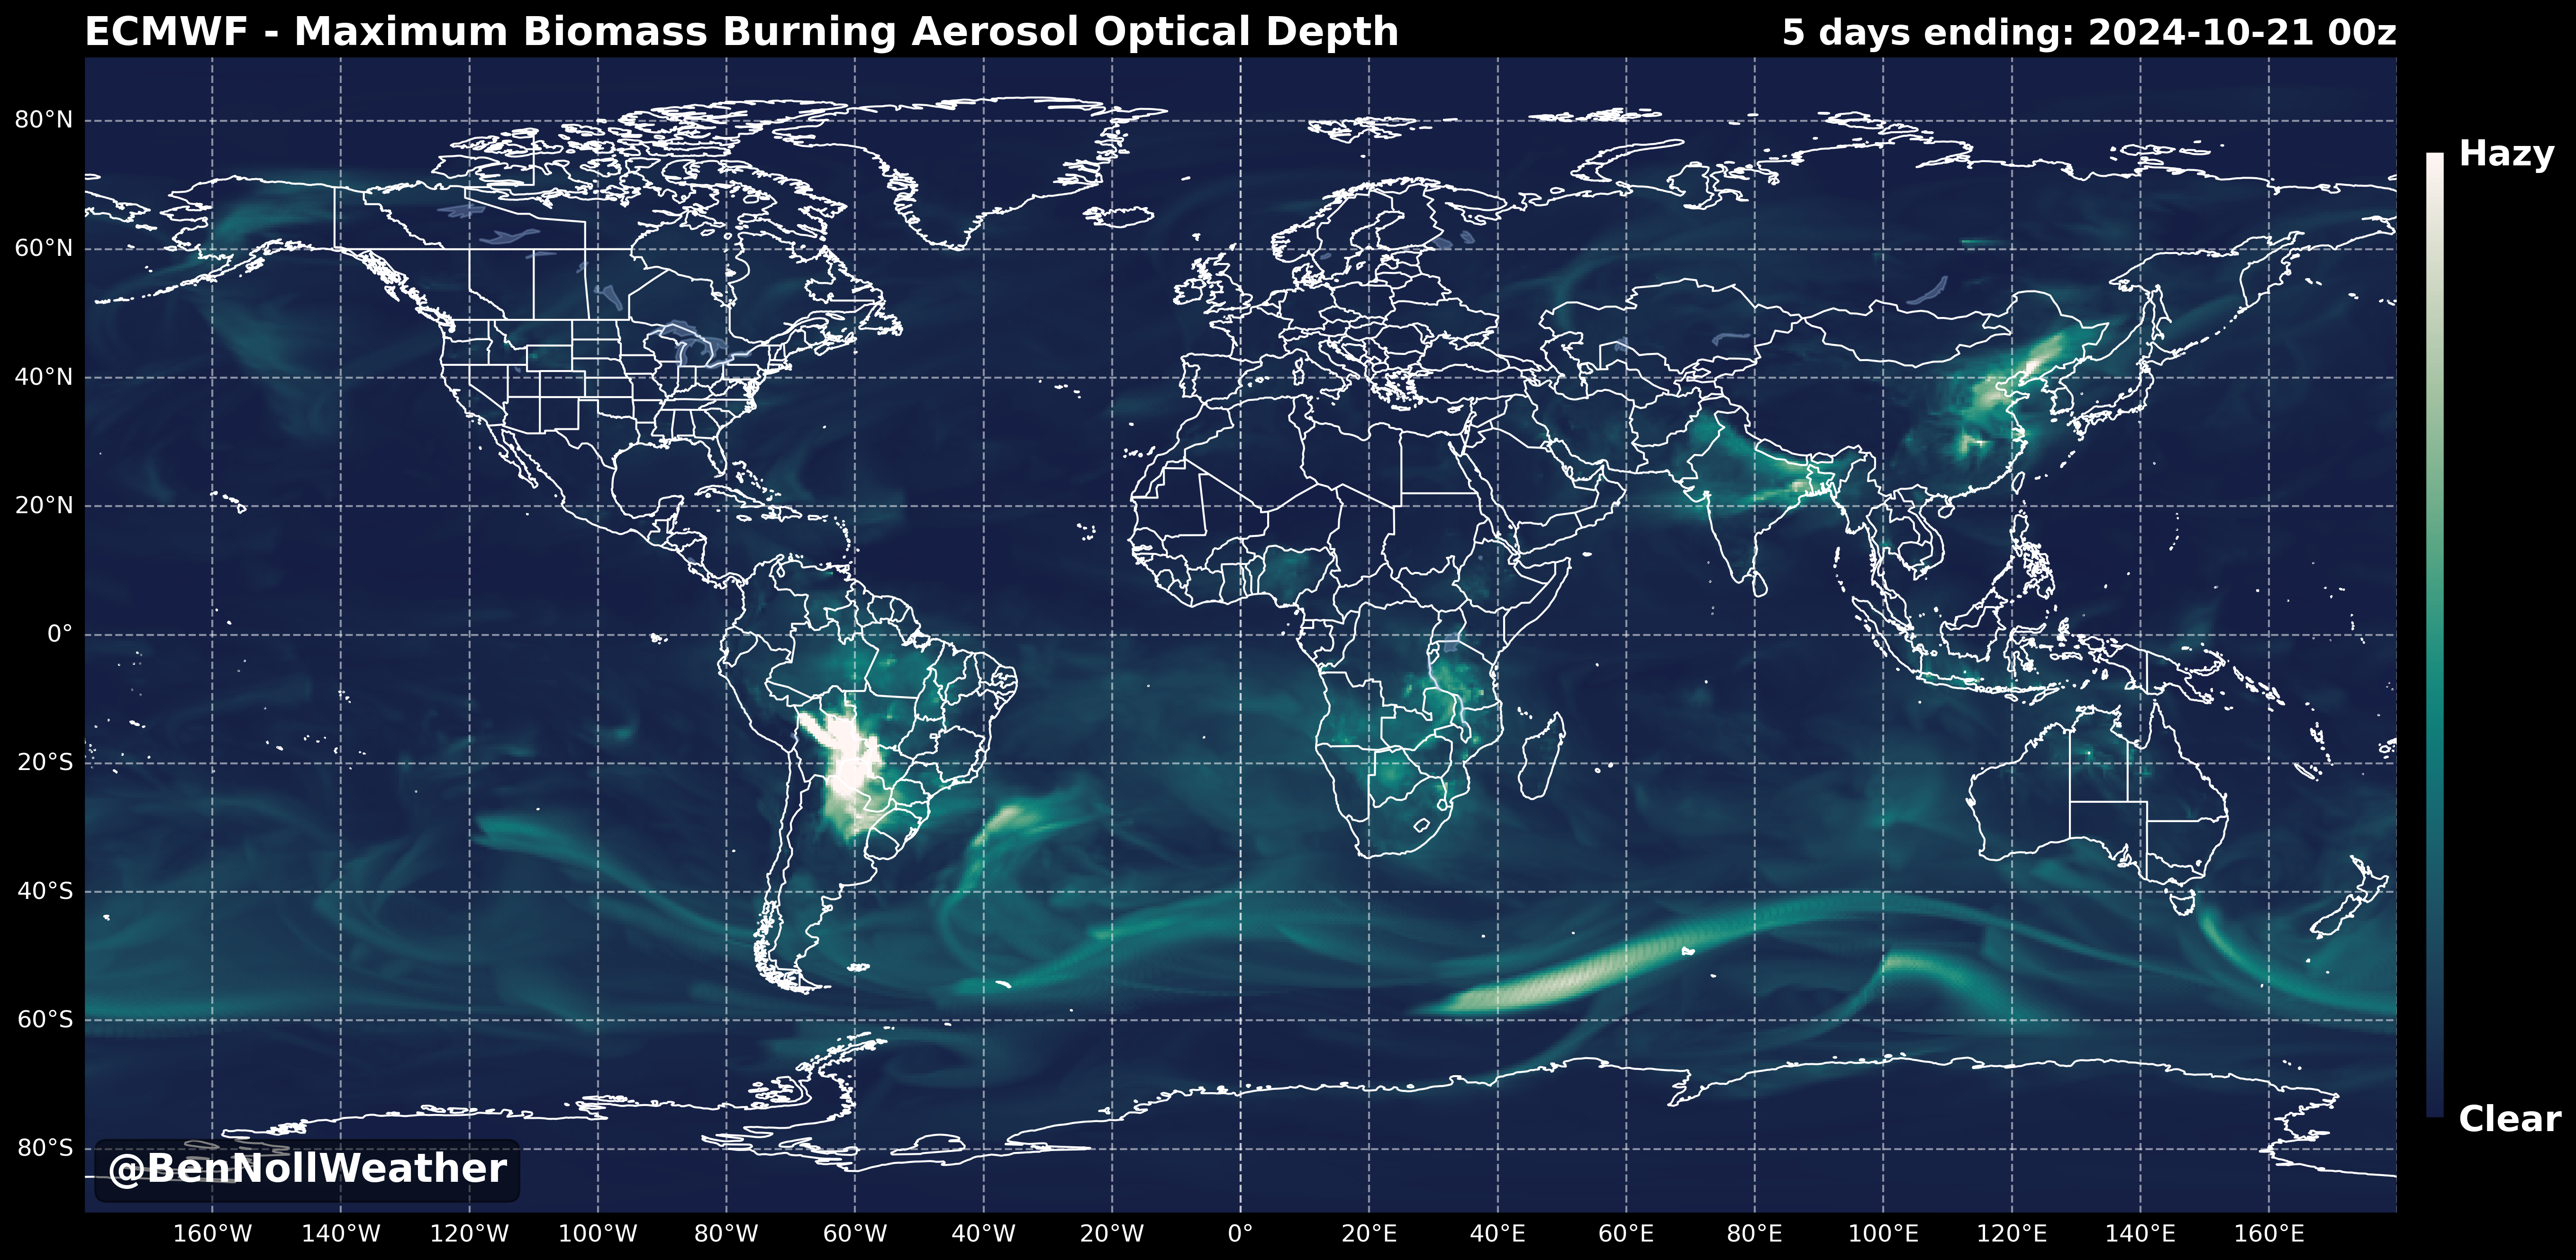 ECMWF - Maximum Biomass Burning Aerosol Optical Depth
5 days ending: 2024-10-21 00z
80°N
60°N
40°N
20°N
0°
20°S
40°S
60°S
80°S
Hazy
Clear
@BenNollWeather
160°W 140°W 120°W 100°W 80°W 60°W 40°W 20°W 0° 20°E 40°E 60°E 80°E 100°E 120°E 140°E 160°E